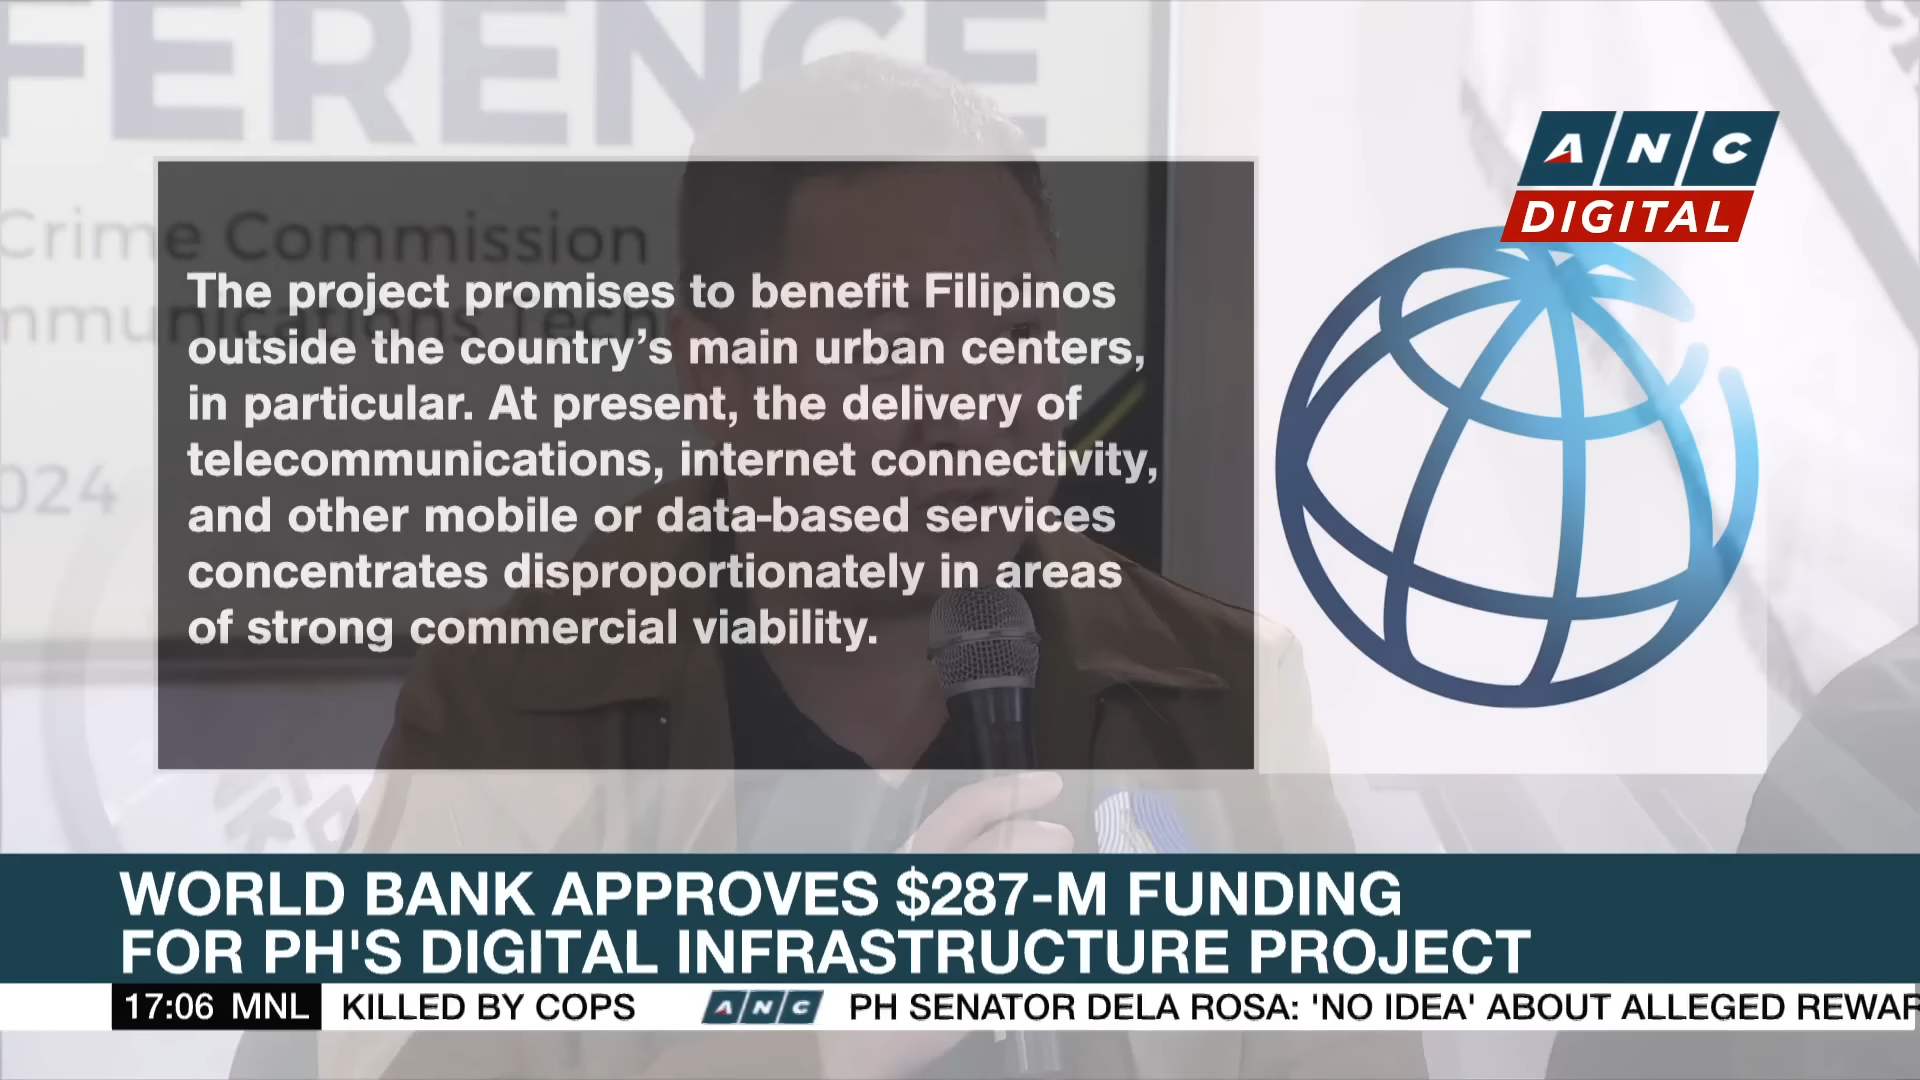 FERENCE
Crime Commission
mmunications Tech
024
ANC
DIGITAL
The project promises to benefit Filipinos
outside the country's main urban centers,
in particular. At present, the delivery of
telecommunications, internet connectivity,
and other mobile or data-based services
concentrates disproportionately in areas
of strong commercial viability.
WORLD BANK APPROVES $287-M FUNDING
FOR PH'S DIGITAL INFRASTRUCTURE PROJECT
17:06 MNL KILLED BY COPS ANC PH SENATOR DELA ROSA: 'NO IDEA' ABOUT ALLEGED REWAR